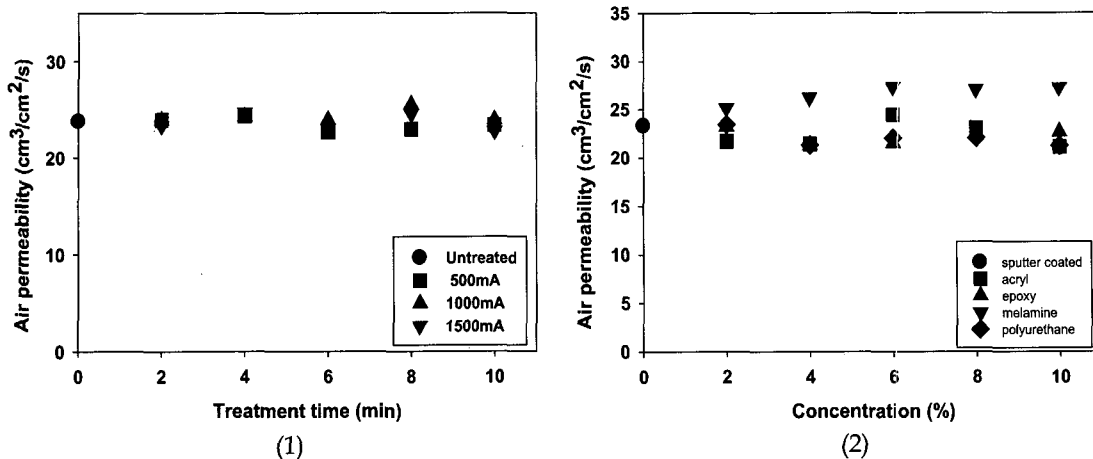 30
20
10
0
Air permeability (cm³/cm²/s)
Untreated
500mA
1000mA
1500mA
0 2 4 6 8 10
Treatment time (min)
(1)
35
30
25
20
15
10
5
0
Air permeability (cm³/cm²/s)
sputter coated
acryl
epoxy
melamine
polyurethane
0 2 4 6 8 10
Concentration (%)
(2)